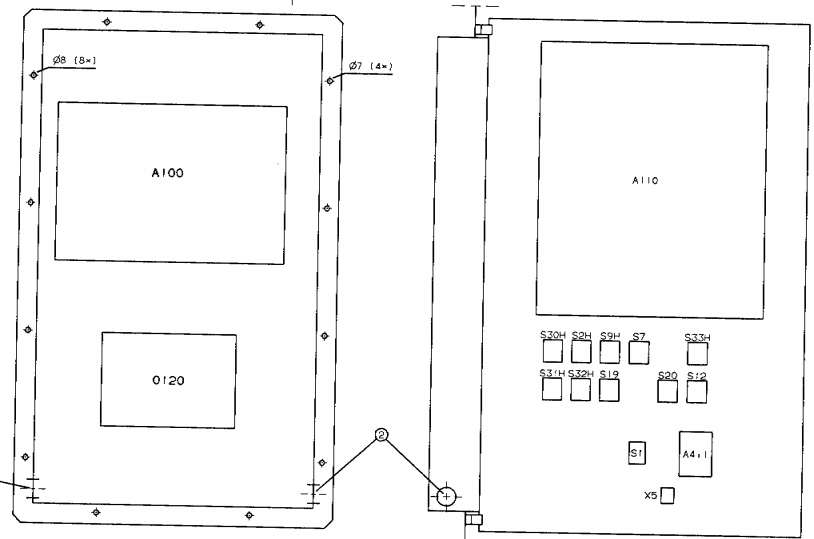 Ø8 (8×)
Ø7 (4×)
A100
A110
S30H S2H S9H S7 S33H
O120
S31H S32H S19 S20 S12
2
S1 A4.1
X5